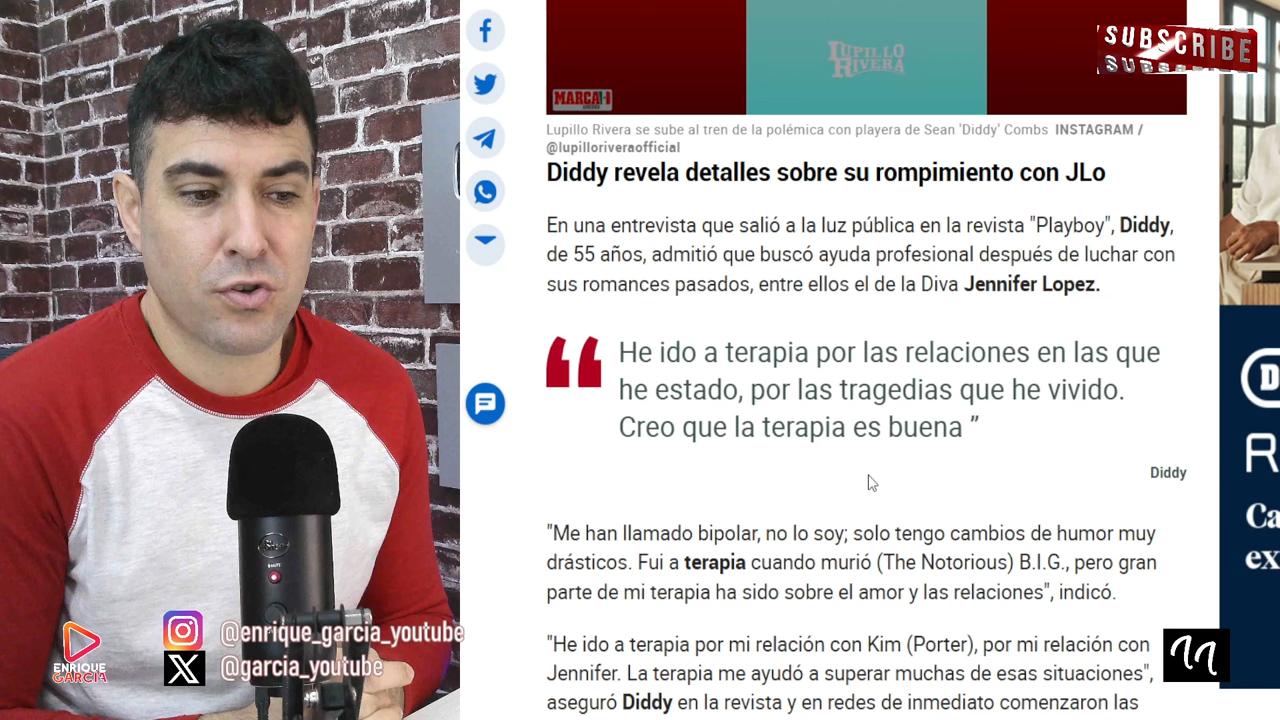 SUBSCRIBE
LUPILLO
RIVERA
MARCA
Lupillo Rivera se sube al tren de la polémica con playera de Sean 'Diddy' Combs INSTAGRAM /
@lupilloriveraofficial
Diddy revela detalles sobre su rompimiento con JLo
En una entrevista que salió a la luz pública en la revista "Playboy", Diddy,
de 55 años, admitió que buscó ayuda profesional después de luchar con
sus romances pasados, entre ellos el de la Diva Jennifer Lopez.
“ He ido a terapia por las relaciones en las que
he estado, por las tragedias que he vivido.
Creo que la terapia es buena ”
Diddy
"Me han llamado bipolar, no lo soy; solo tengo cambios de humor muy
drásticos. Fui a terapia cuando murió (The Notorious) B.I.G., pero gran
parte de mi terapia ha sido sobre el amor y las relaciones", indicó.
"He ido a terapia por mi relación con Kim (Porter), por mi relación con
Jennifer. La terapia me ayudó a superar muchas de esas situaciones",
aseguró Diddy en la revista y en redes de inmediato comenzaron las
D
R
Ca
ex
ENRIQUE
GARCIA
@enrique_garcia_youtube
@garcia_youtube